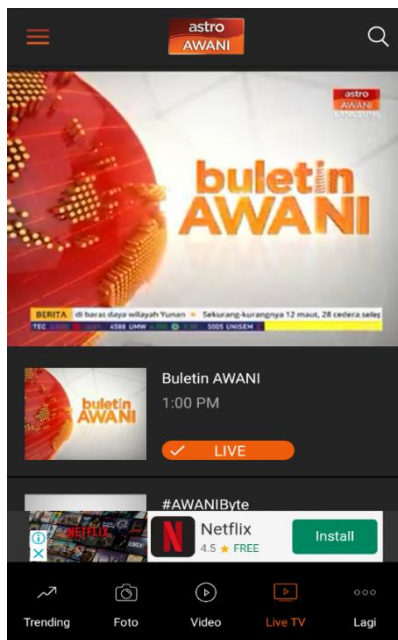 astro
AWANI
astro
AWANI
buletin
AWANI
BERITA di barat daya wilayah Yunan Sekurang-kurangnya 12 maut, 28 cedera selep
TEC 4588 UMW 5005 UNISEM
buletin
AWANI
Buletin AWANI
1:00 PM
LIVE
#AWANIByte
NETFLIX
N
Netflix
4.5 ★ FREE
Install
Trending Foto Video Live TV Lagi